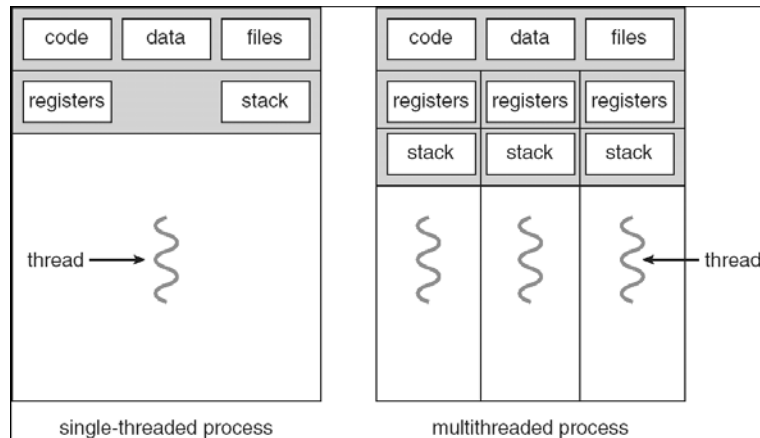 code data files
registers stack
thread
single-threaded process
code data files
registers registers registers
stack stack stack
thread
multithreaded process